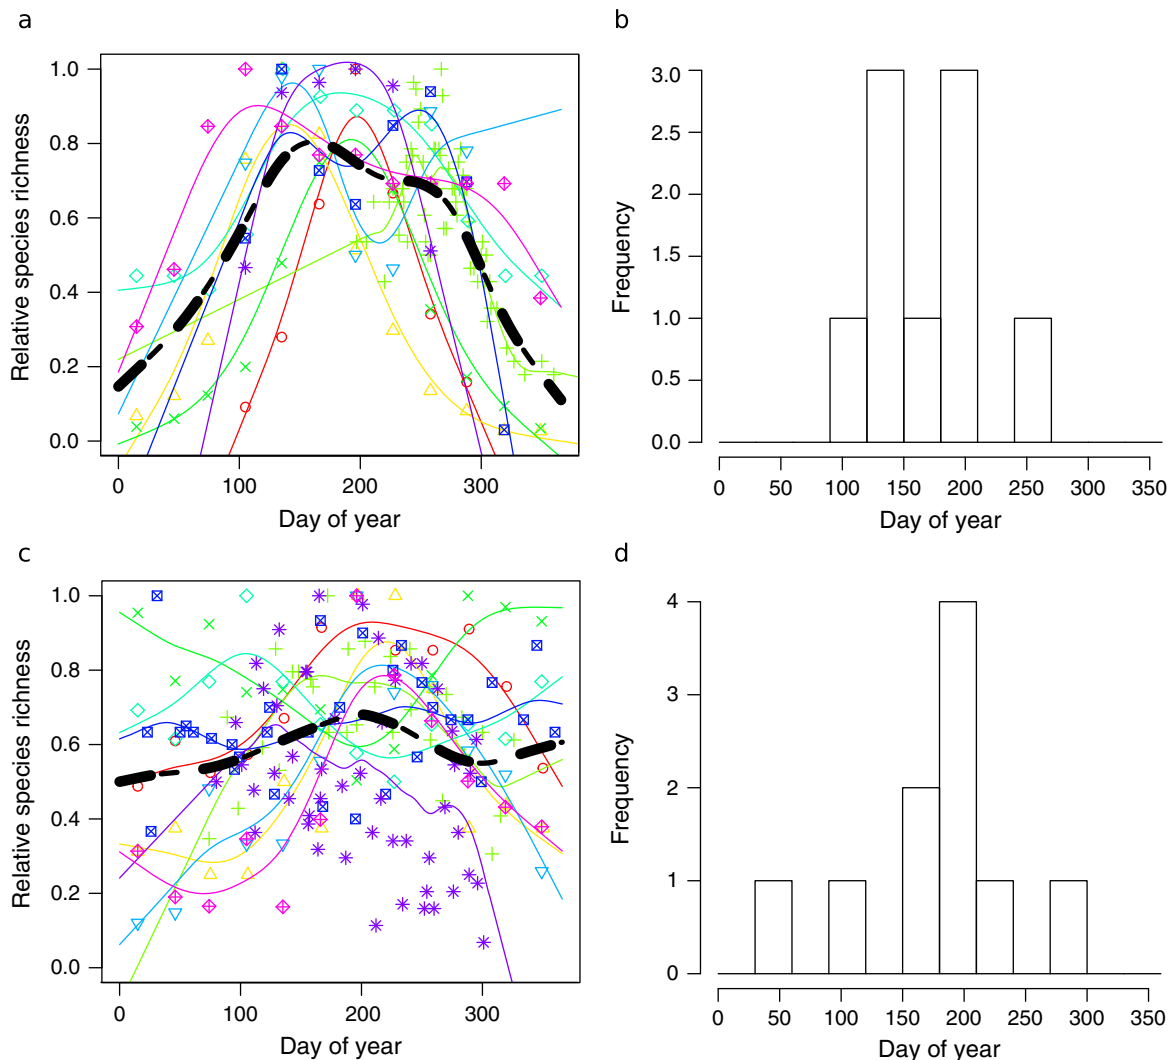 a
Relative species richness
1.0
0.8
0.6
0.4
0.2
0.0
0 100 200 300
Day of year
b
Frequency
3.0
2.5
2.0
1.5
1.0
0.5
0.0
0 50 100 150 200 250 300 350
Day of year
c
Relative species richness
1.0
0.8
0.6
0.4
0.2
0.0
0 100 200 300
Day of year
d
Frequency
4
3
2
1
0
0 50 100 150 200 250 300 350
Day of year